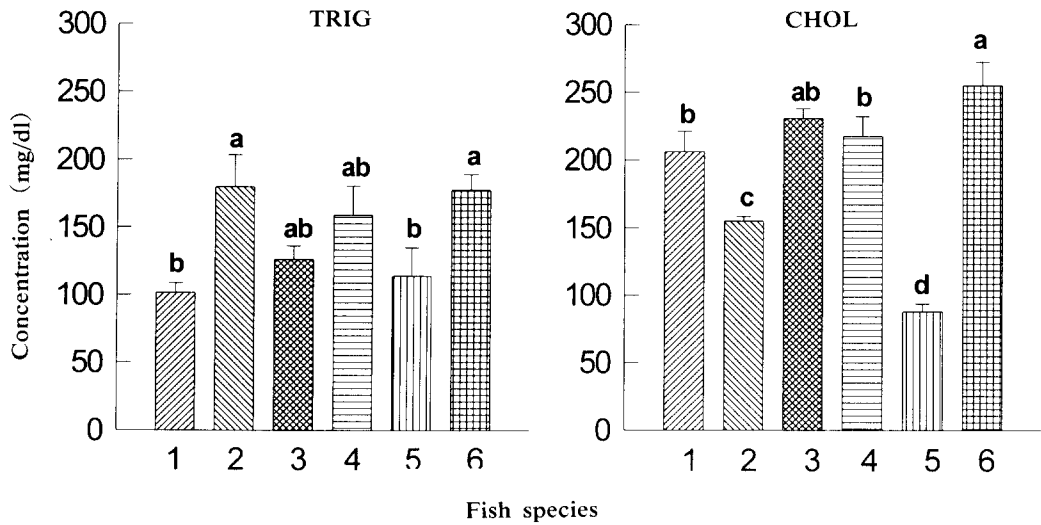 TRIG
Concentration (mg/dl)
300
250
200
150
100
50
0
b
a
ab
ab
b
a
1 2 3 4 5 6
CHOL
300
250
200
150
100
50
0
b
c
ab
b
d
a
1 2 3 4 5 6
Fish species